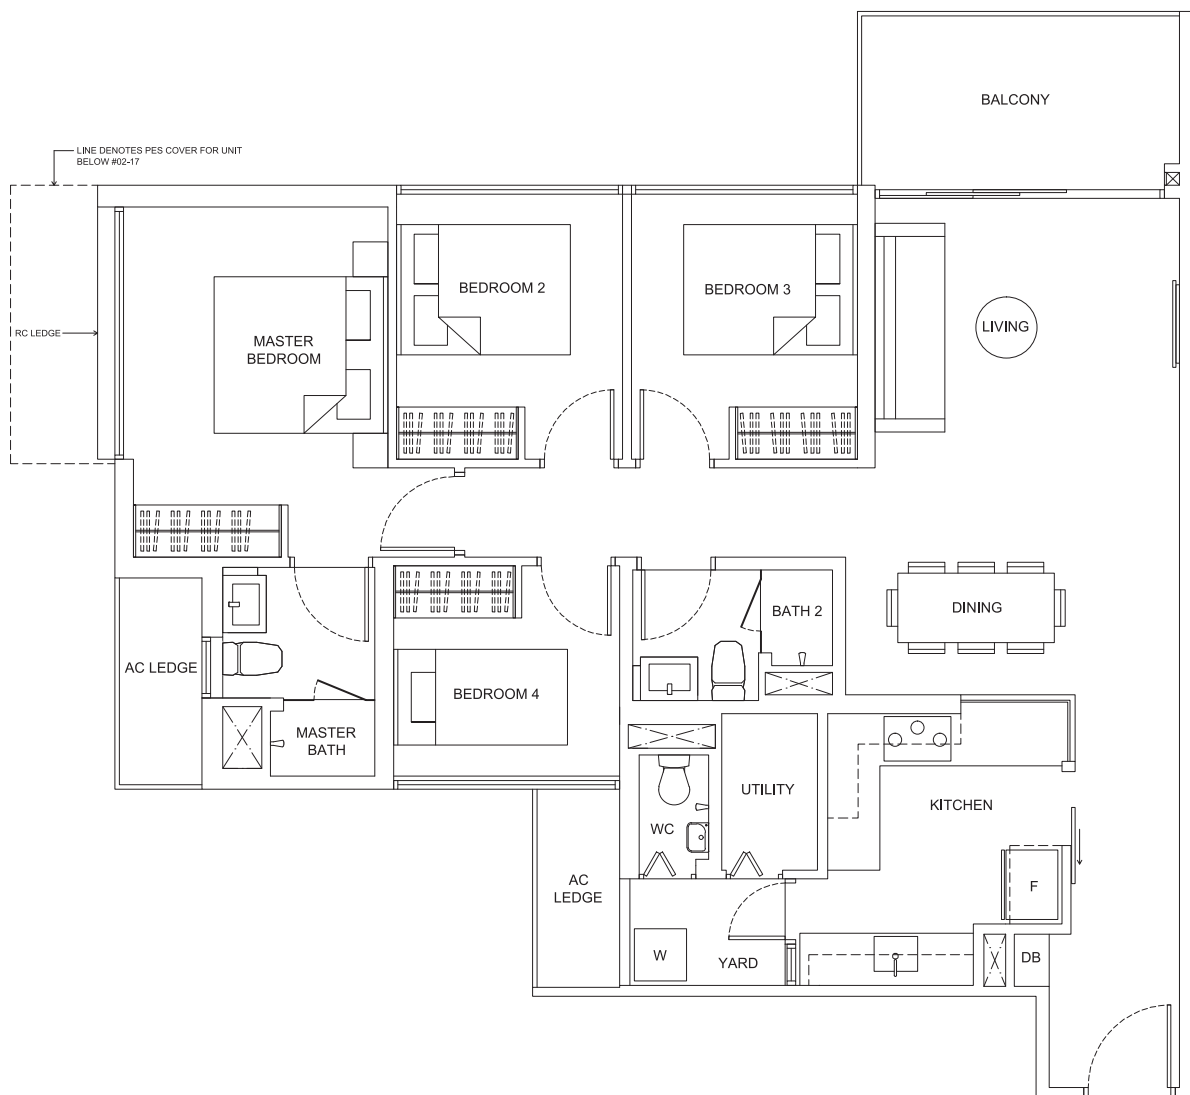 BALCONY
LINE DENOTES PES COVER FOR UNIT
BELOW #02-17
BEDROOM 2
BEDROOM 3
RC LEDGE
MASTER
BEDROOM
LIVING
DINING
BATH 2
AC LEDGE
BEDROOM 4
MASTER
BATH
UTILITY
KITCHEN
WC
AC
LEDGE
F
W
YARD
DB